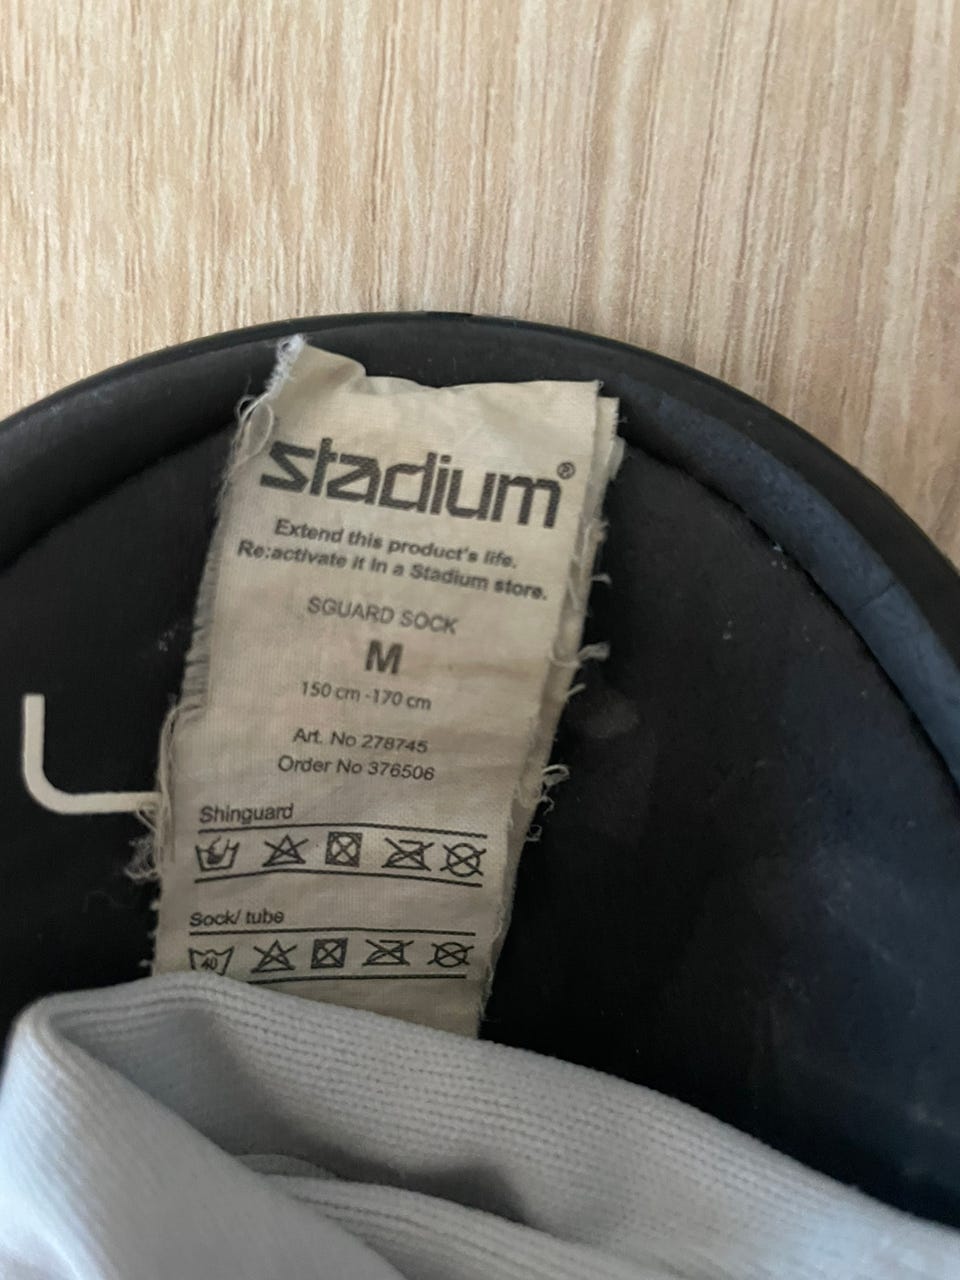 stadium®
Extend this product's life.
Re:activate it in a Stadium store.
SGUARD SOCK
M
150 cm -170 cm
Art. No 278745
Order No 376506
Shinguard
Sock/ tube
40